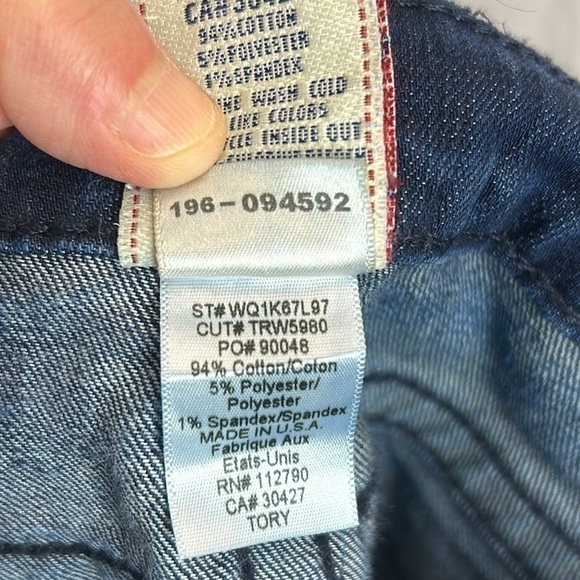 CA# 30427
94% COTTON
5% POLYESTER
1% SPANDEX
WASH COLD
LIKE COLORS
INSIDE OUT
196-094592
ST# WQ1K67L97
CUT# TRW5980
PO# 90048
94% Cotton/Coton
5% Polyester/
Polyester
1% Spandex/Spandex
MADE IN U.S.A.
Fabrique Aux
Etats-Unis
RN# 112790
CA# 30427
TORY